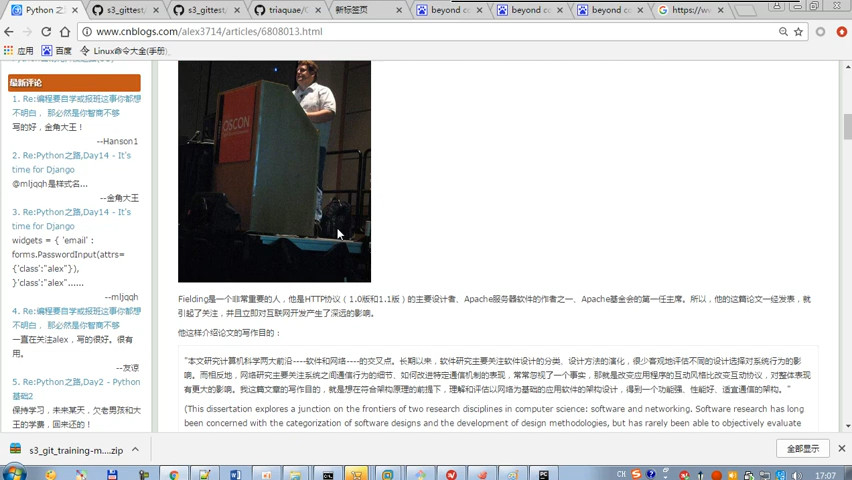 Python 之
s3_gittest/
s3_gittest/
triaquae/
新标签页
beyond co
beyond co
beyond co
https://w
www.cnblogs.com/alex3714/articles/6808013.html
应用
百度
Linux命令大全(手册)
最新评论
1. Re:编程要自学或报班这事你都想
不明白, 那必然是你智商不够
写的好，金角大王！
--Hanson1
2. Re:Python之路,Day14 - It's
time for Django
@mljqqh是样式名...
--金角大王
3. Re:Python之路,Day14 - It's
time for Django
widgets = { 'email' :
forms.PasswordInput(attrs=
{'class':"alex"}),
}'class':"alex"......
--mljqqh
4. Re:编程要自学或报班这事你都想
不明白, 那必然是你智商不够
一直在关注alex，写的很好。很有
用。
--友谅
5. Re:Python之路,Day2 - Python
基础2
保持学习，未来某天，欠老男孩和大
王的学费，回来还的！
OSCON
Fielding是一个非常重要的人，他是HTTP协议（1.0版和1.1版）的主要设计者、Apache服务器软件的作者之一、Apache基金会的第一任主席。所以，他的这篇论文一经发表，就
引起了关注，并且立即对互联网开发产生了深远的影响。
他这样介绍论文的写作目的：
"本文研究计算机科学两大前沿----软件和网络----的交叉点。长期以来，软件研究主要关注软件设计的分类、设计方法的演化，很少客观地评估不同的设计选择对系统行为的影
响。而相反地，网络研究主要关注系统之间通信行为的细节、如何改进特定通信机制的表现，常常忽视了一个事实，那就是改变应用程序的互动风格比改变互动协议，对整体表现
有更大的影响。我这篇文章的写作目的，就是想在符合架构原理的前提下，理解和评估以网络为基础的应用软件的架构设计，得到一个功能强、性能好、适宜通信的架构。"
(This dissertation explores a junction on the frontiers of two research disciplines in computer science: software and networking. Software research has long
been concerned with the categorization of software designs and the development of design methodologies, but has rarely been able to objectively evaluate
s3_git_training-m....zip
全部显示
CH
17:07